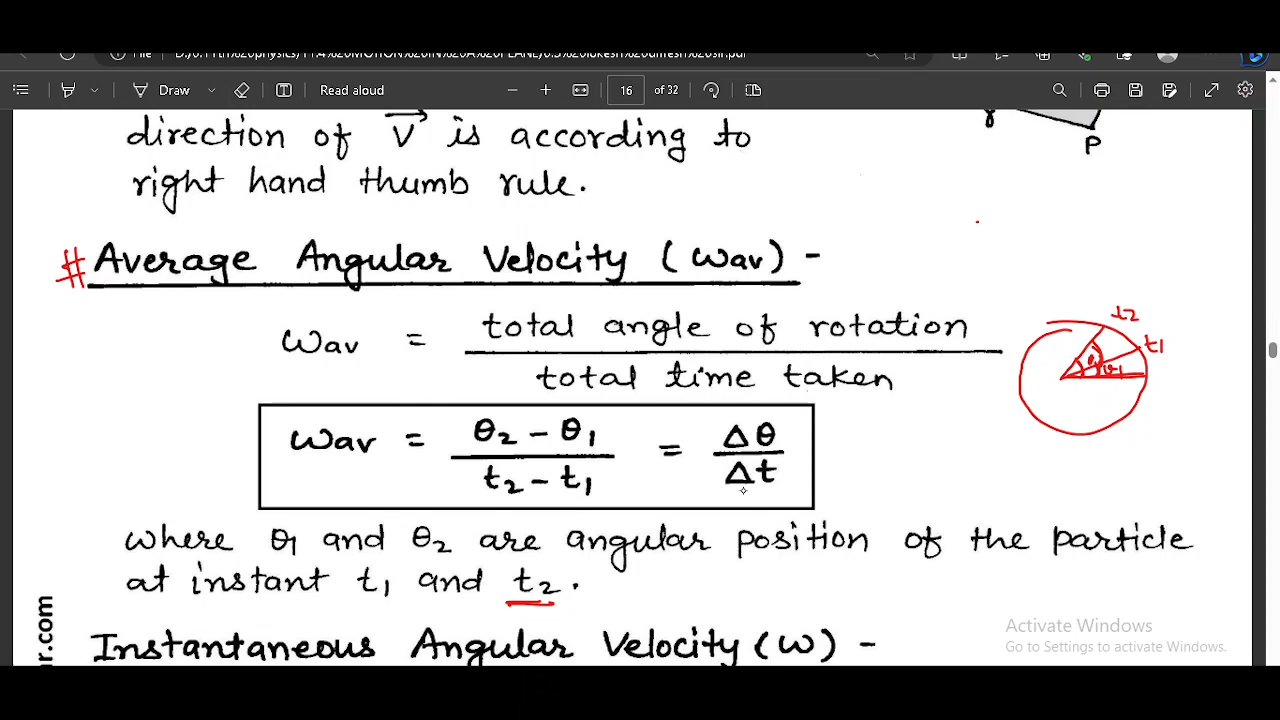 Draw
Read aloud
16 of 32
direction of V is according to
right hand thumb rule.
P
# Average Angular Velocity (ωav) -
ωav = total angle of rotation
total time taken
t2
t1
ωav = θ2 - θ1 = Δθ
t2 - t1 Δt
where θ1 and θ2 are angular position of the particle
at instant t1 and t2.
Instantaneous Angular Velocity (ω) -
Activate Windows
Go to Settings to activate Windows.
ar.com